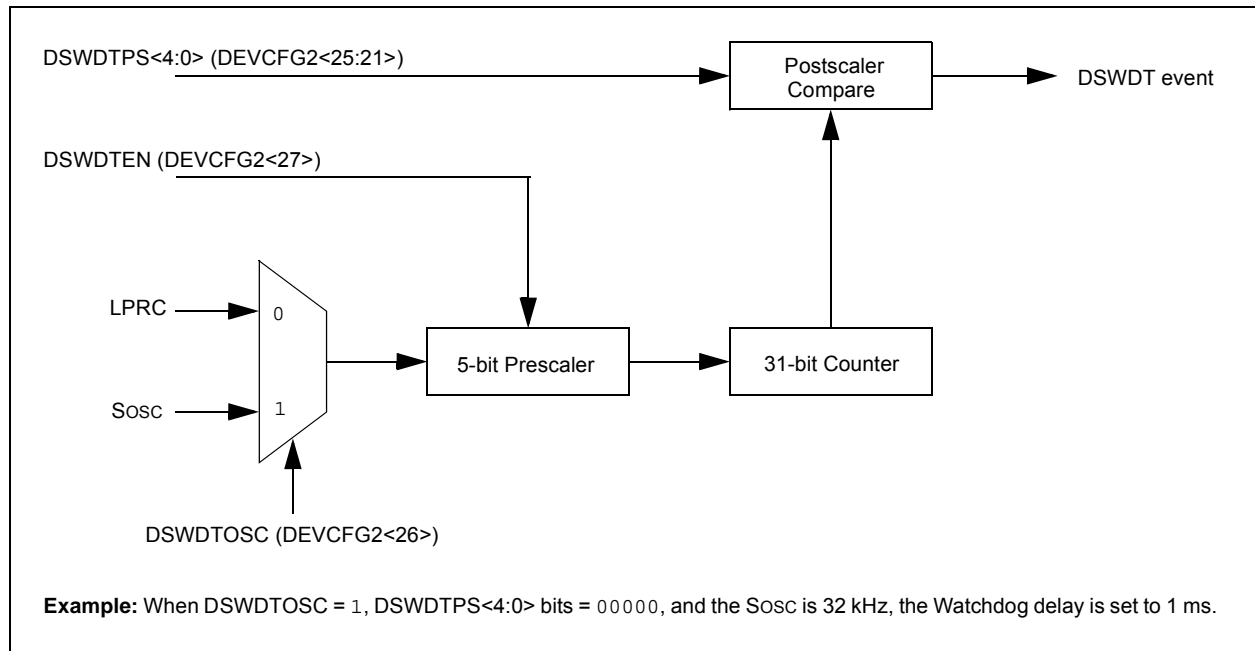 DSWDTPS<4:0> (DEVCFG2<25:21>)
Postscaler
Compare
DSWDT event
DSWDTEN (DEVCFG2<27>)
LPRC
0
5-bit Prescaler
31-bit Counter
SOSC
1
DSWDTOSC (DEVCFG2<26>)
Example: When DSWDTOSC = 1, DSWDTPS<4:0> bits = 00000, and the SOSC is 32 kHz, the Watchdog delay is set to 1 ms.